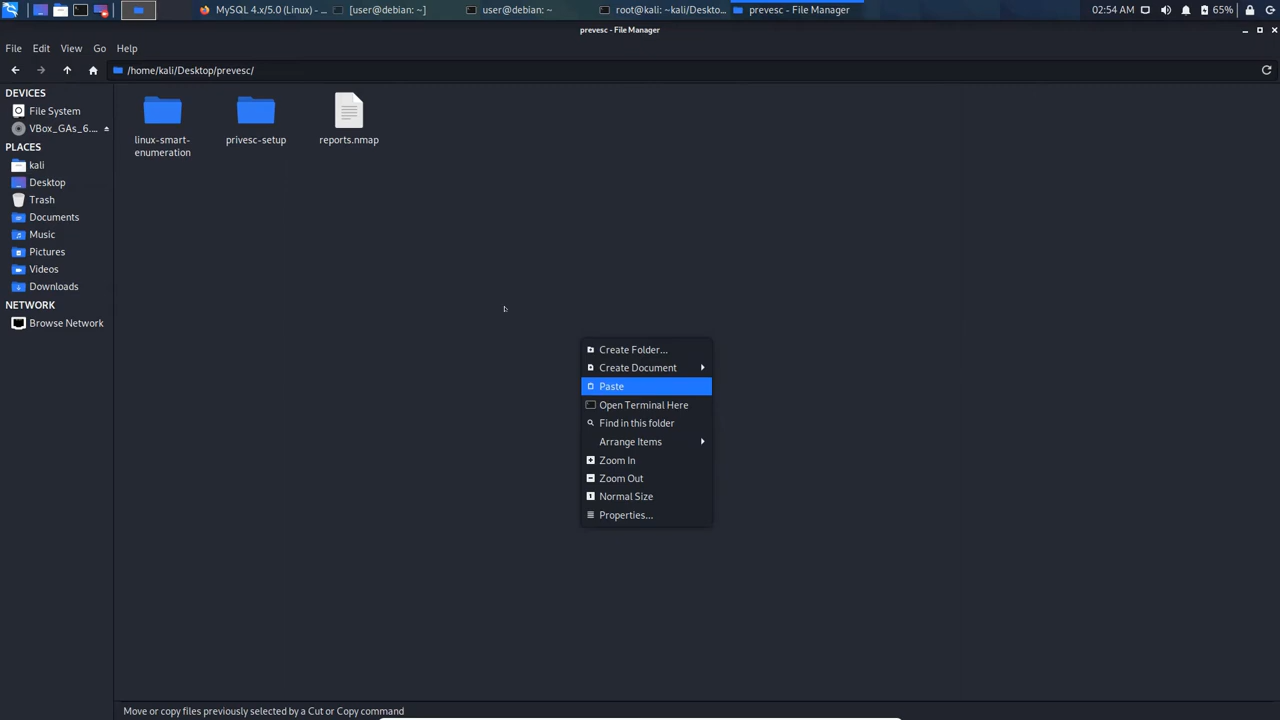 MySQL 4.x/5.0 (Linux) - ...
[user@debian: ~]
user@debian: ~
root@kali: ~kali/Deskto...
prevesc - File Manager
02:54 AM
65%
prevesc - File Manager
File Edit View Go Help
/home/kali/Desktop/prevesc/
DEVICES
File System
VBox_GAs_6....
PLACES
kali
Desktop
Trash
Documents
Music
Pictures
Videos
Downloads
NETWORK
Browse Network
linux-smart-
enumeration
privesc-setup
reports.nmap
Create Folder...
Create Document
Paste
Open Terminal Here
Find in this folder
Arrange Items
Zoom In
Zoom Out
Normal Size
Properties...
Move or copy files previously selected by a Cut or Copy command